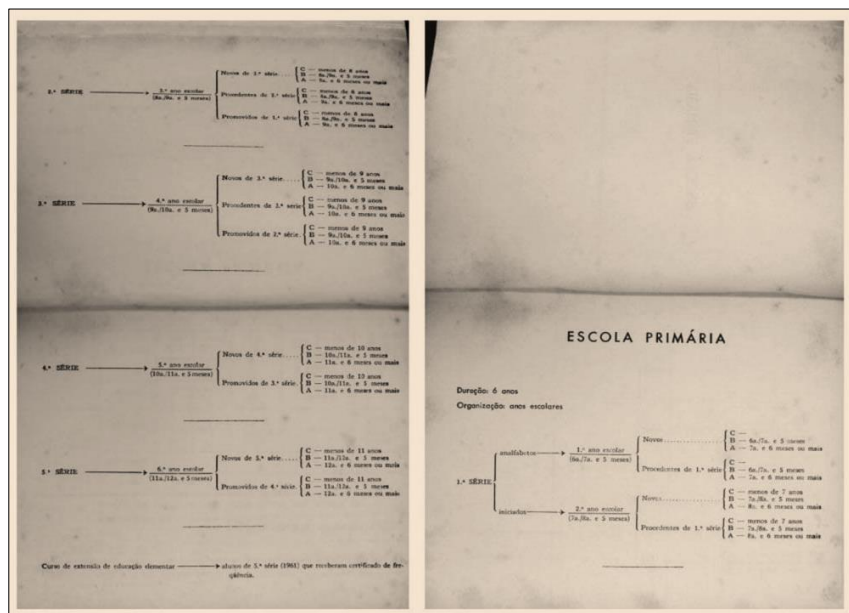 C — menos de 8 anos
Novos de 2.ª série.... B — 8a./9a. e 5 meses
A — 9a. e 6 meses ou mais
2.ª SÉRIE 3.º ano escolar
(8a./9a. e 5 meses)
C — menos de 8 anos
Procedentes de 2.ª série B — 8a./9a. e 5 meses
A — 9a. e 6 meses ou mais
C — menos de 8 anos
Promovidos de 1.ª série B — 8a./9a. e 5 meses
A — 9a. e 6 meses ou mais
C — menos de 9 anos
Novos de 3.ª série..... B — 9a./10a. e 5 meses
A — 10a. e 6 meses ou mais
3.ª SÉRIE 4.º ano escolar
(9a./10a. e 5 meses)
C — menos de 9 anos
Procedentes de 3.ª série B — 9a./10a. e 5 meses
A — 10a. e 6 meses ou mais
C — menos de 9 anos
Promovidos de 2.ª série B — 9a./10a. e 5 meses
A — 10a. e 6 meses ou mais
C — menos de 10 anos
Novos de 4.ª série..... B — 10a./11a. e 5 meses
A — 11a. e 6 meses ou mais
4.ª SÉRIE 5.º ano escolar
(10a./11a. e 5 meses)
C — menos de 10 anos
Promovidos de 3.ª série B — 10a./11a. e 5 meses
A — 11a. e 6 meses ou mais
C — menos de 11 anos
Novos de 5.ª série..... B — 11a./12a. e 5 meses
A — 12a. e 6 meses ou mais
5.ª SÉRIE 6.º ano escolar
(11a./12a. e 5 meses)
C — menos de 11 anos
Promovidos de 4.ª série B — 11a./12a. e 5 meses
A — 12a. e 6 meses ou mais
Curso de extensão de educação elementar alunos de 5.ª série (1961) que receberam certificado de fre-
qüência.
ESCOLA PRIMÁRIA
Duração: 6 anos
Organização: anos escolares
C —
Novos B — 6a./7a. e 5 meses
A — 7a. e 6 meses ou mais
analfabetos 1.º ano escolar
(6a./7a. e 5 meses)
C —
Procedentes de 1.ª série B — 6a./7a. e 5 meses
A — 7a. e 6 meses ou mais
1.ª SÉRIE
C — menos de 7 anos
Novos B — 7a./8a. e 5 meses
A — 8a. e 6 meses ou mais
iniciados 2.º ano escolar
(7a./8a. e 5 meses)
C — menos de 7 anos
Procedentes de 1.ª série B — 7a./8a. e 5 meses
A — 8a. e 6 meses ou mais